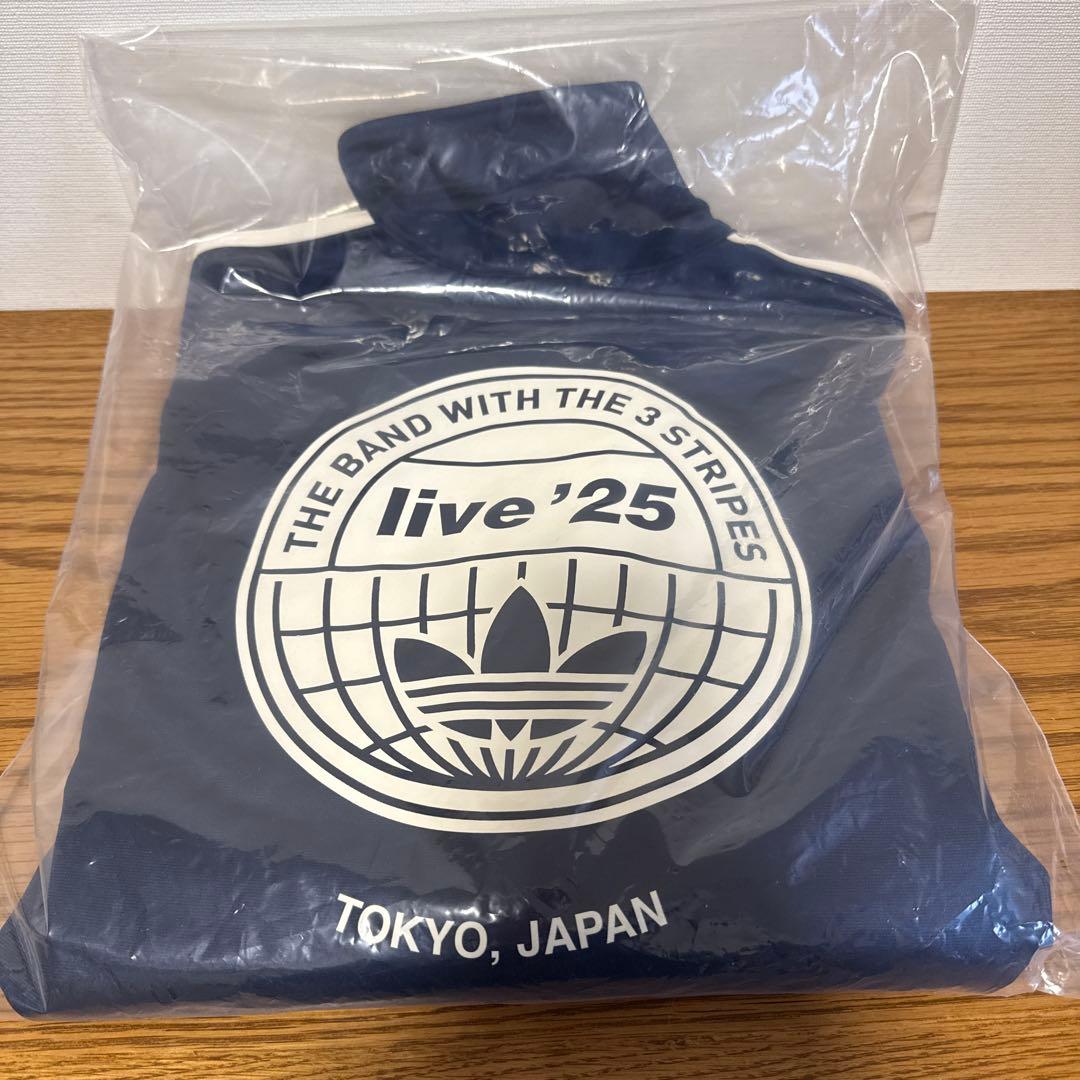 THE BAND WITH THE 3 STRIPES
live '25
TOKYO, JAPAN